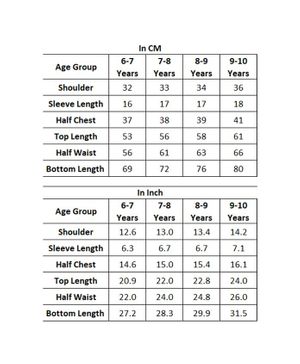 In CM
Age Group 6-7 Years 7-8 Years 8-9 Years 9-10 Years
Shoulder 32 33 34 36
Sleeve Length 16 17 17 18
Half Chest 37 38 39 41
Top Length 53 56 58 61
Half Waist 56 61 63 66
Bottom Length 69 72 76 80
In Inch
Age Group 6-7 Years 7-8 Years 8-9 Years 9-10 Years
Shoulder 12.6 13.0 13.4 14.2
Sleeve Length 6.3 6.7 6.7 7.1
Half Chest 14.6 15.0 15.4 16.1
Top Length 20.9 22.0 22.8 24.0
Half Waist 22.0 24.0 24.8 26.0
Bottom Length 27.2 28.3 29.9 31.5